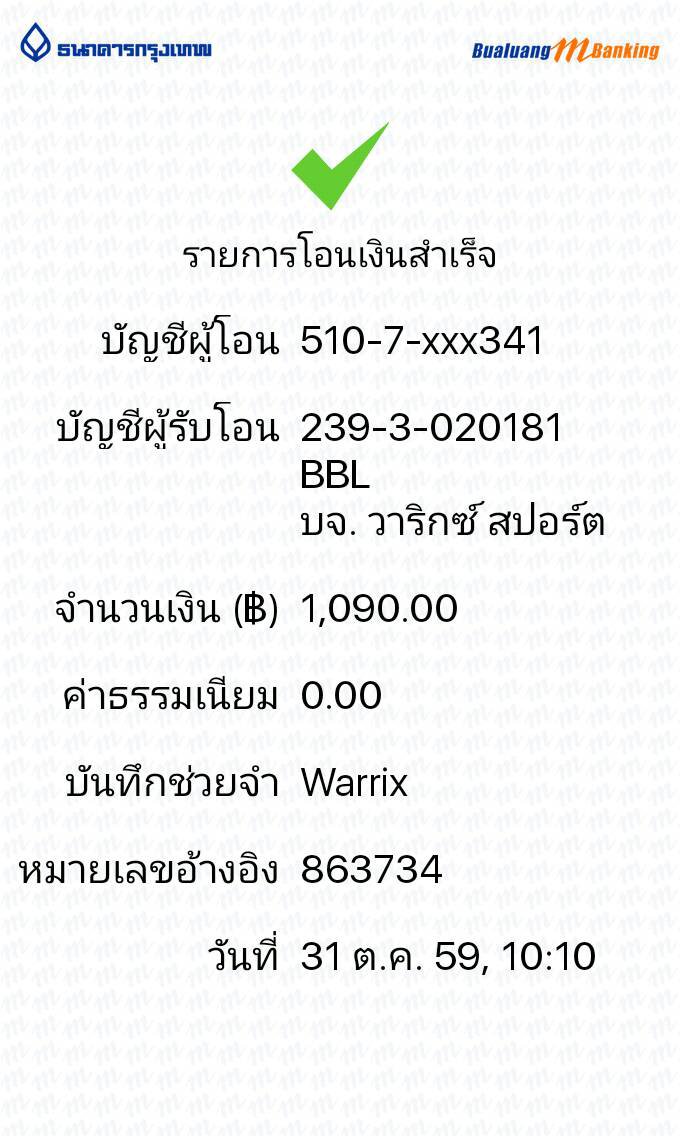 ธนาคารกรุงเทพ
Bualuang mBanking
รายการโอนเงินสำเร็จ
บัญชีผู้โอน 510-7-xxx341
บัญชีผู้รับโอน 239-3-020181
BBL
บจ. วาริกซ์ สปอร์ต
จำนวนเงิน (฿) 1,090.00
ค่าธรรมเนียม 0.00
บันทึกช่วยจำ Warrix
หมายเลขอ้างอิง 863734
วันที่ 31 ต.ค. 59, 10:10